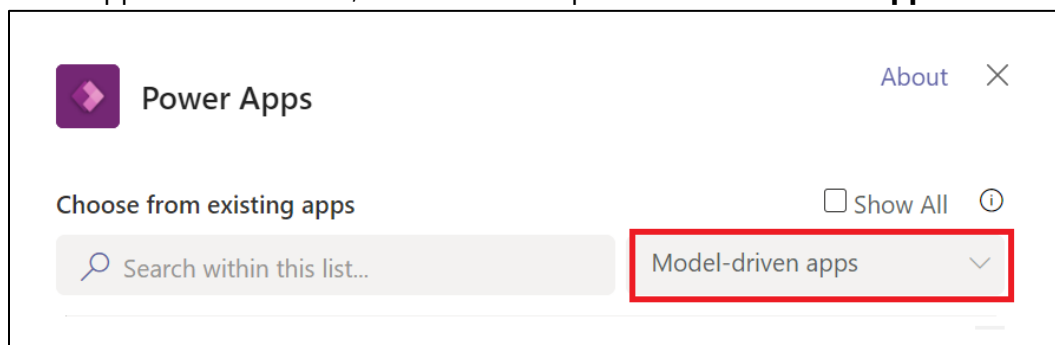 About
Power Apps
Choose from existing apps
Show All
Search within this list...
Model-driven apps